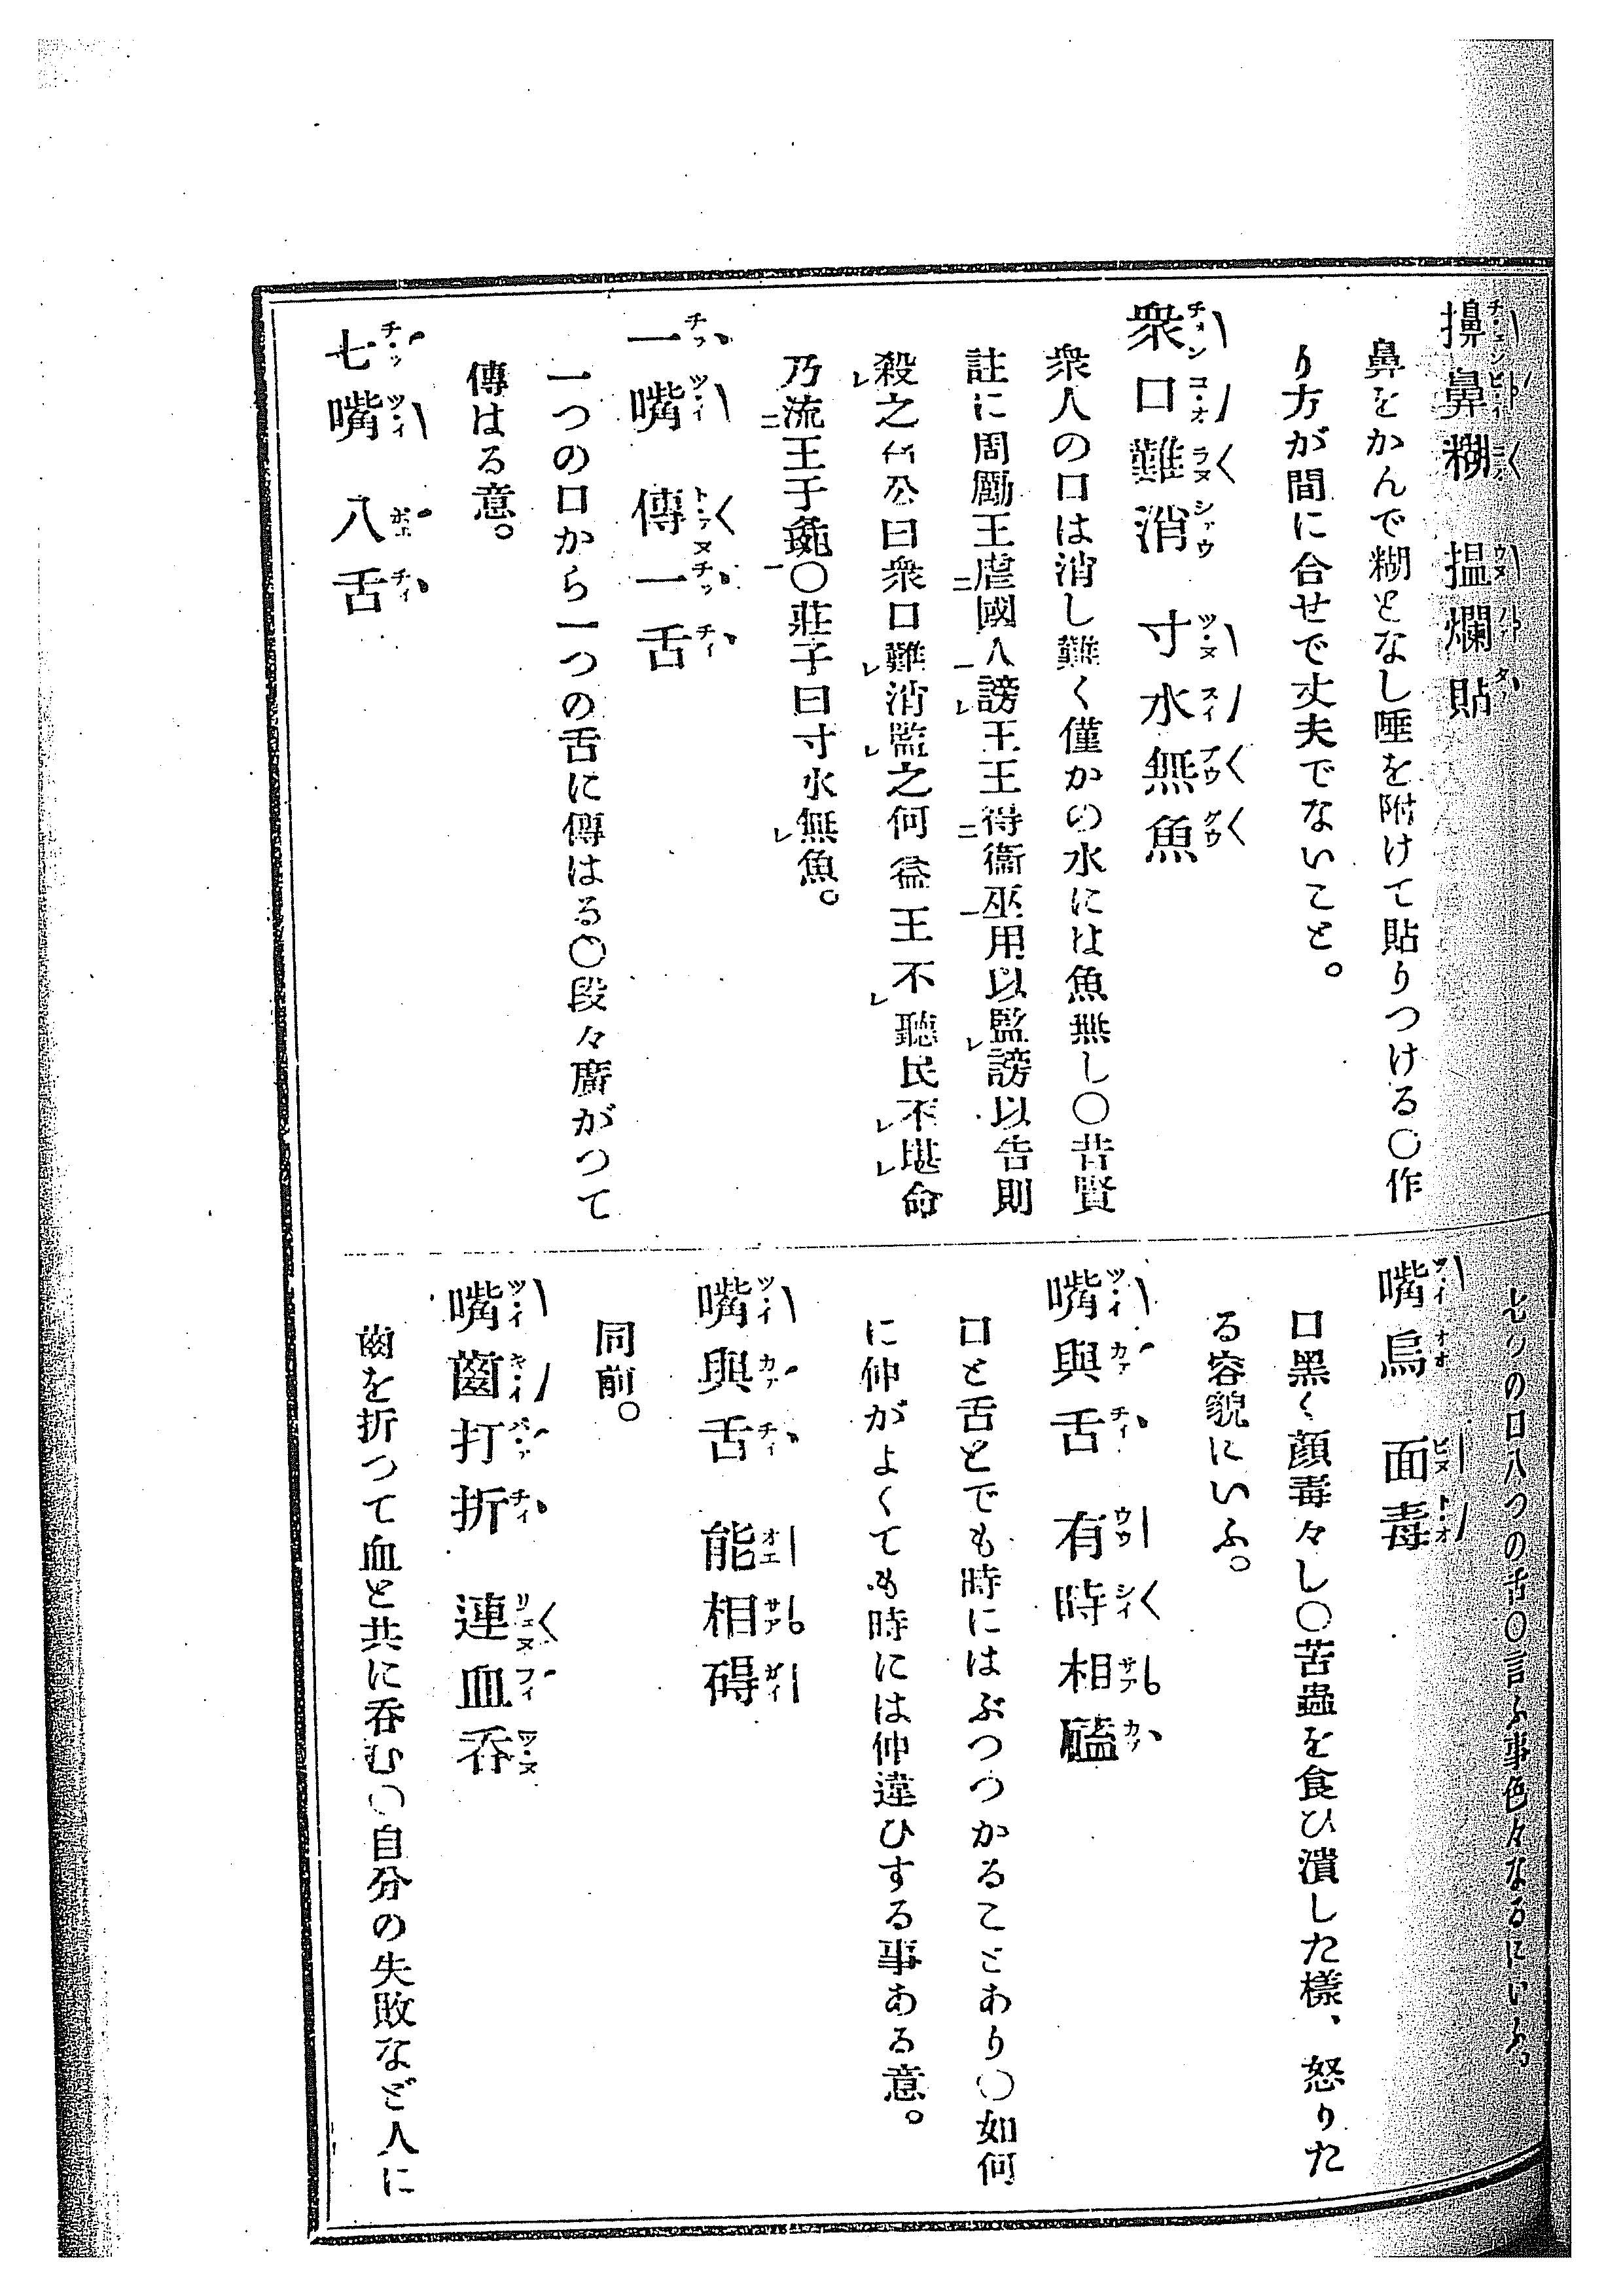 擤鼻糊 揾爛貼
鼻をかんで糊となし唾を附けて貼りつける〇作
り方が間に合せで丈夫でないこと。
衆口難消 寸水無魚
衆人の口は消し難く僅かの水には魚無し〇昔賢
註に周厲王虐國人謗王王得衞巫用以監謗以告則
殺之 公曰衆口難消監之何益王不聽民不堪命
乃流王于彘〇莊子曰寸水無魚。
一嘴傳一舌
一つの口から一つの舌に傳はる〇段々廣がつて
傳はる意。
七嘴八舌
七つの口八つの舌〇言ふ事色々なるにいふ。
嘴烏 面毒
口黑く顔毒々し〇苦蟲を食ひ潰した樣、怒りた
る容貌にいふ。
嘴與舌 有時相
口と舌とでも時にはぶつつかることあり〇如何
に仲がよくても時には仲違ひする事ある意。
嘴與舌 能相碍
同前。
嘴齒打折 連血吞
齒を折つて血と共に吞む〇自分の失敗など人に